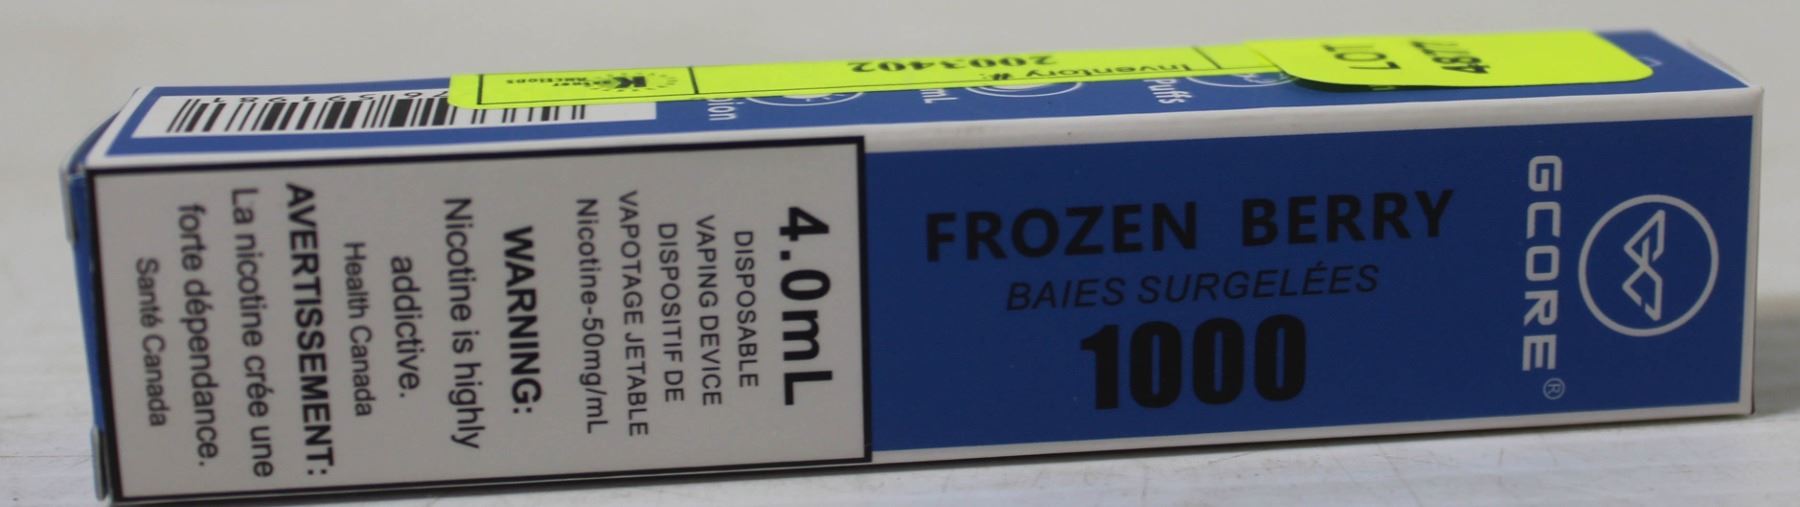 GCORE®
FROZEN BERRY
BAIES SURGELÉES
1000
4.0mL
DISPOSABLE
VAPING DEVICE
DISPOSITIF DE
VAPOTAGE JETABLE
Nicotine-50mg/mL
WARNING:
Nicotine is highly
addictive.
Health Canada
AVERTISSEMENT:
La nicotine crée une
forte dépendance.
Santé Canada
LOT
Inventory #:
2003402
Auctions
Puffs
mL